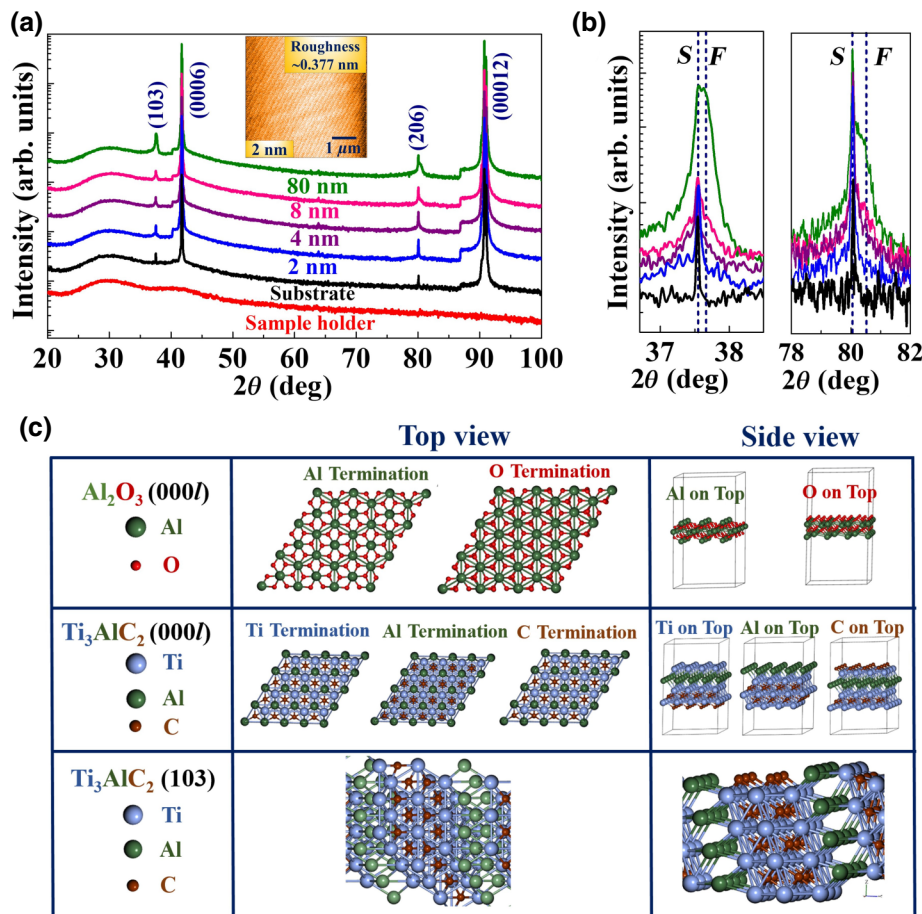 (a)
Intensity (arb. units)
(103)
(0006)
Roughness
~0.377 nm
2 nm
1 μm
(206)
(00012)
80 nm
8 nm
4 nm
2 nm
Substrate
Sample holder
20 30 40 50 60 70 80 90 100
2θ (deg)
(b)
Intensity (arb. units)
S F
S F
37 38
78 80 82
2θ (deg)
2θ (deg)
(c)
Top view
Side view
Al₂O₃ (000l)
Al
O
Al Termination
O Termination
Al on Top
O on Top
Ti₃AlC₂ (000l)
Ti
Al
C
Ti Termination
Al Termination
C Termination
Ti on Top
Al on Top
C on Top
Ti₃AlC₂ (103)
Ti
Al
C